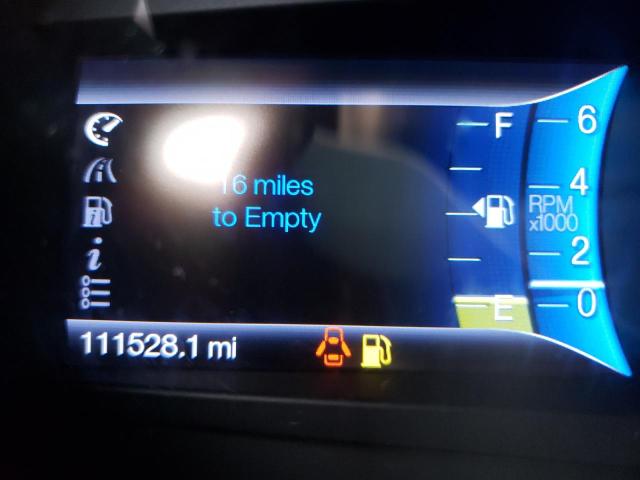 16 miles
to Empty
F
E
6
4
RPM
x1000
2
0
i
111528.1 mi